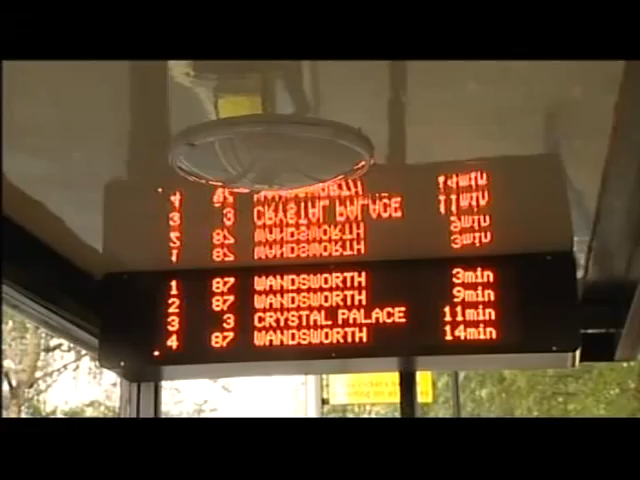 1 87 WANDSWORTH 3min
2 87 WANDSWORTH 9min
3 3 CRYSTAL PALACE 11min
4 87 WANDSWORTH 14min